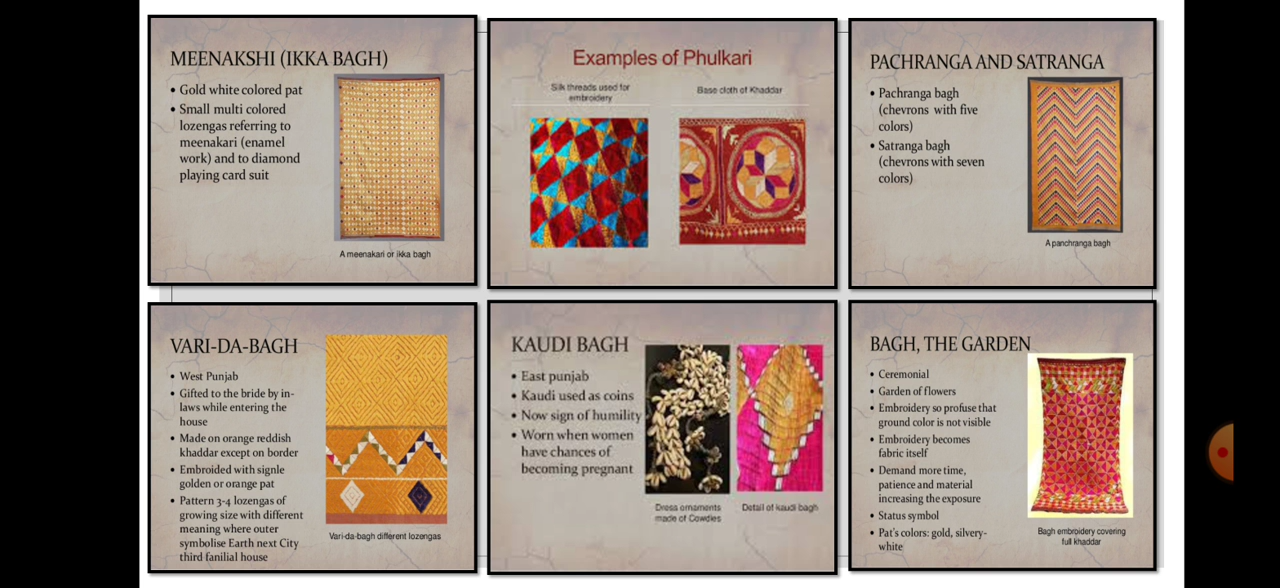 MEENAKSHI (IKKA BAGH)
• Gold white colored pat
• Small multi colored
lozengas referring to
meenakari (enamel
work) and to diamond
playing card suit
A meenakari or ikka bagh
Examples of Phulkari
Silk threads used for
embroidery
Base cloth of Khaddar
PACHRANGA AND SATRANGA
• Pachranga bagh
(chevrons with five
colors)
• Satranga bagh
(chevrons with seven
colors)
A panchranga bagh
VARI-DA-BAGH
• West Punjab
• Gifted to the bride by in-
laws while entering the
house
• Made on orange reddish
khaddar except on border
• Embroided with signle
golden or orange pat
• Pattern 3-4 lozengas of
growing size with different
meaning where outer
symbolise Earth next City
third fanilial house
Vari-da-bagh different lozengas
KAUDI BAGH
• East punjab
• Kaudi used as coins
• Now sign of humility
• Worn when women
have chances of
becoming pregnant
Dress ornaments
made of Cowdies
Detail of kaudi bagh
BAGH, THE GARDEN
• Ceremonial
• Garden of flowers
• Embroidery so profuse that
ground color is not visible
• Embroidery becomes
fabric itself
• Demand more time,
patience and material
increasing the exposure
• Status symbol
• Pat's colors: gold, silvery-
white
Bagh embroidery covering
full khaddar